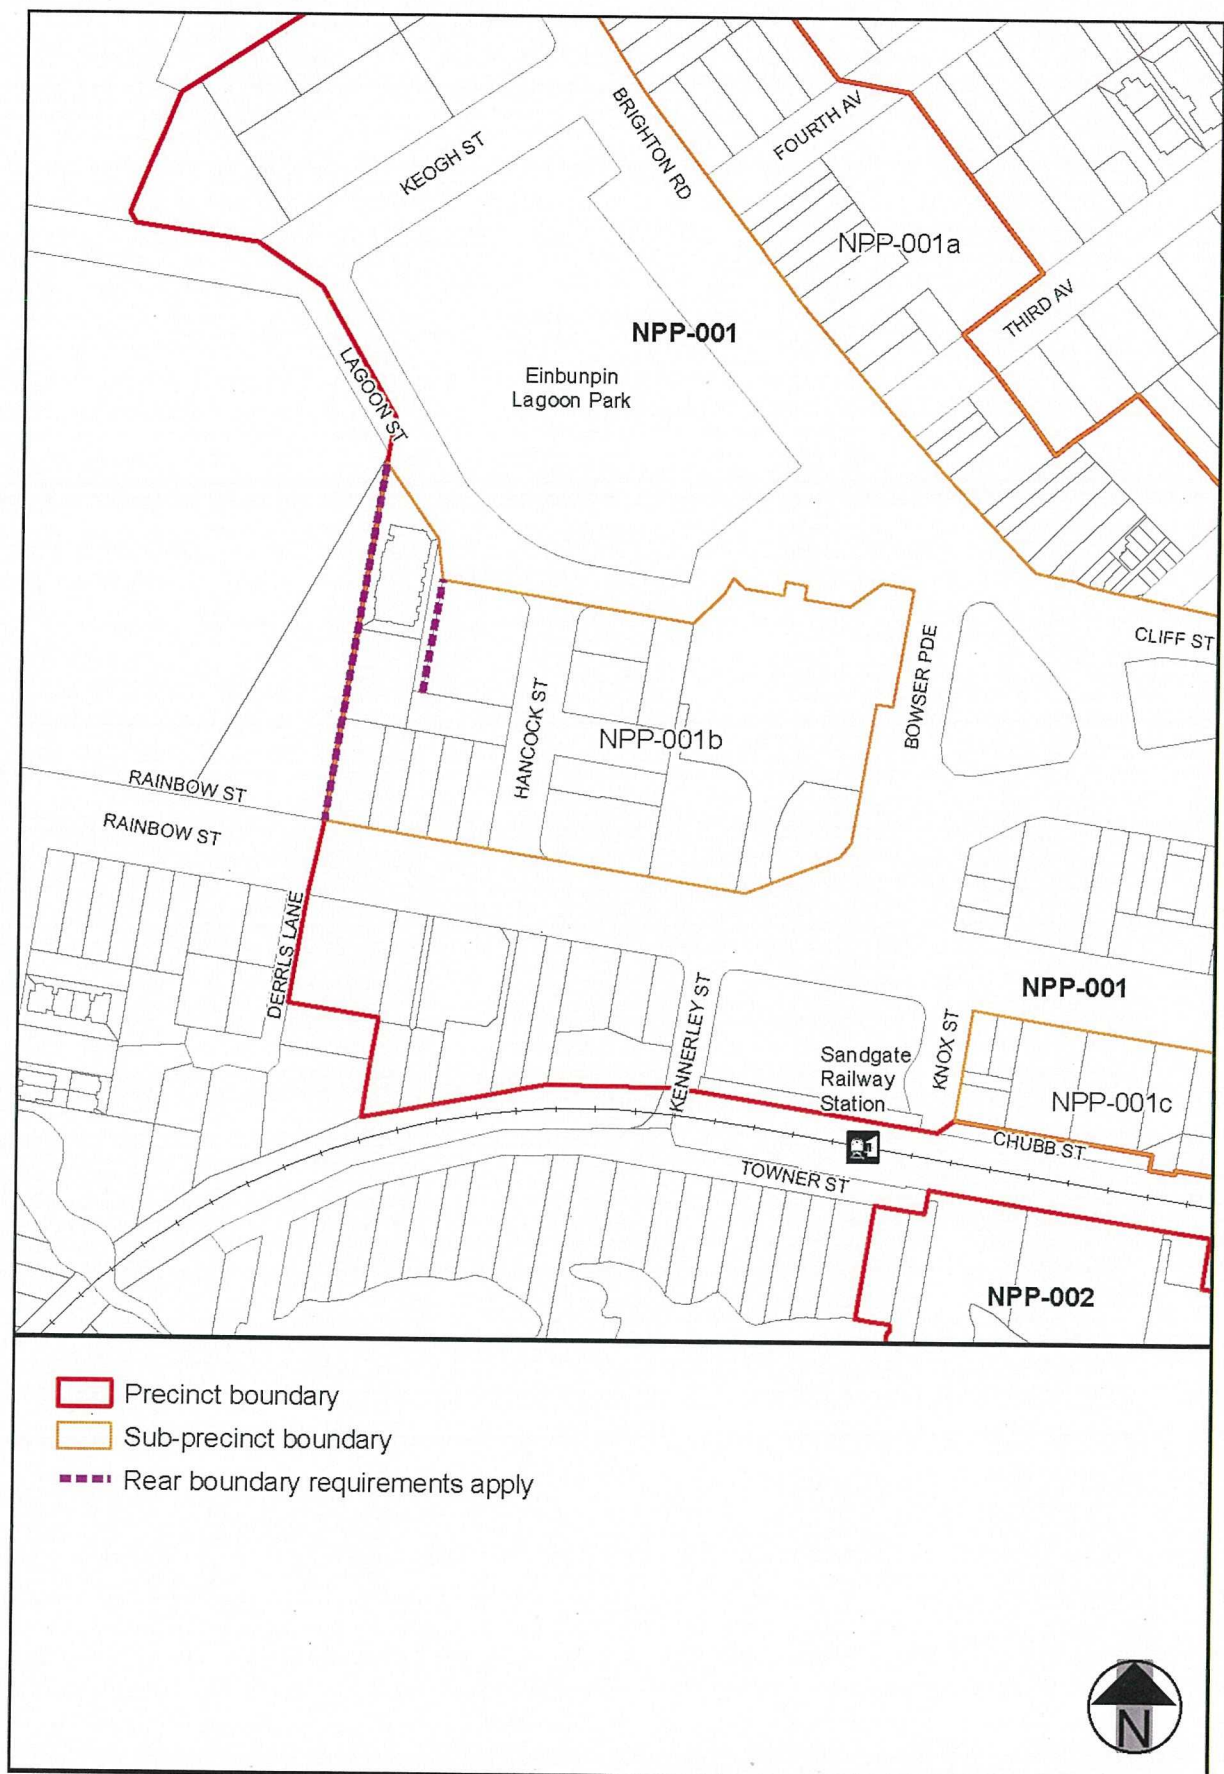 BRIGHTON RD
FOURTH AV
KEOGH ST
NPP-001a
THIRD AV
NPP-001
LAGOON ST
Einbunpin
Lagoon Park
CLIFF ST
BOWSER PDE
HANCOCK ST
NPP-001b
RAINBOW ST
RAINBOW ST
DERRLS LANE
KENNERLEY ST
NPP-001
KNOX ST
Sandgate
Railway
Station
NPP-001c
CHUBB ST
TOWNER ST
NPP-002
Precinct boundary
Sub-precinct boundary
Rear boundary requirements apply
N